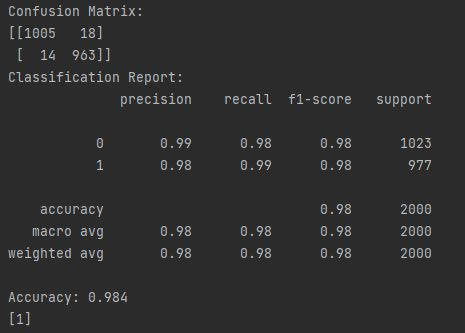 Confusion Matrix:
[[1005   18]
 [  14  963]]
Classification Report:
              precision    recall  f1-score   support

           0       0.99      0.98      0.98      1023
           1       0.98      0.99      0.98       977

    accuracy                           0.98      2000
   macro avg       0.98      0.98      0.98      2000
weighted avg       0.98      0.98      0.98      2000

Accuracy: 0.984
[1]